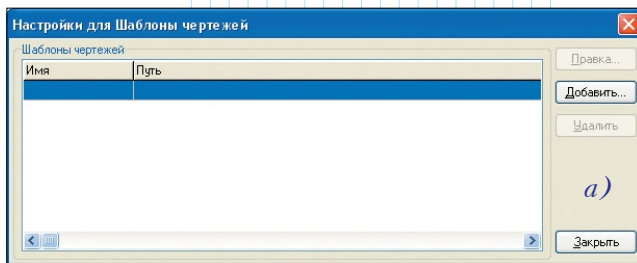 Настройки для Шаблоны чертежей
Шаблоны чертежей
Имя Путь
Правка...
Добавить...
Удалить
а)
Закрыть